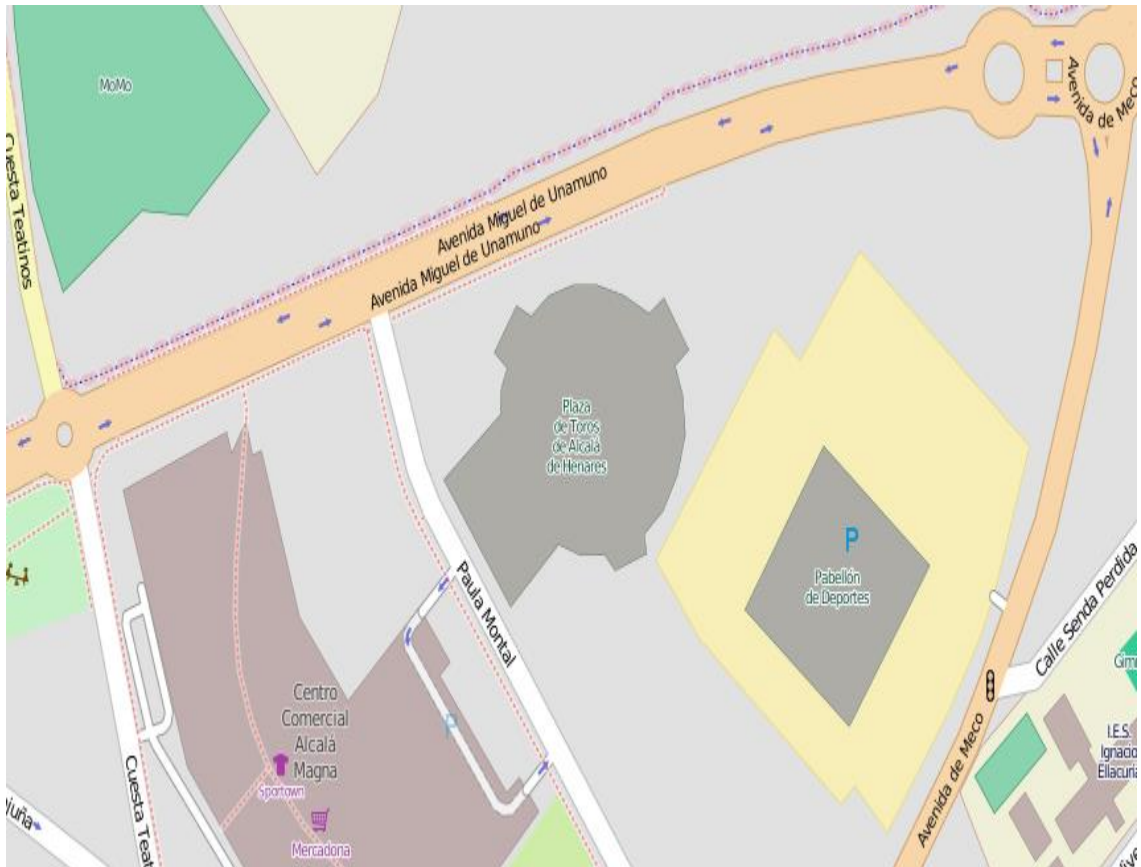 MoMo
Cuesta Teatinos
Avenida Miguel de Unamuno
Avenida Miguel de Unamuno
Avenida de Meco
Plaza
de Toros
de Alcalá
de Henares
P
Pabellón
de Deportes
Paula Montal
Calle Senda Perdida
I.E.S.
Ignacio
Ellacuría
Avenida de Meco
Centro
Comercial
Alcalá
Magna
P
Sportown
Mercadona
Cuesta Teat